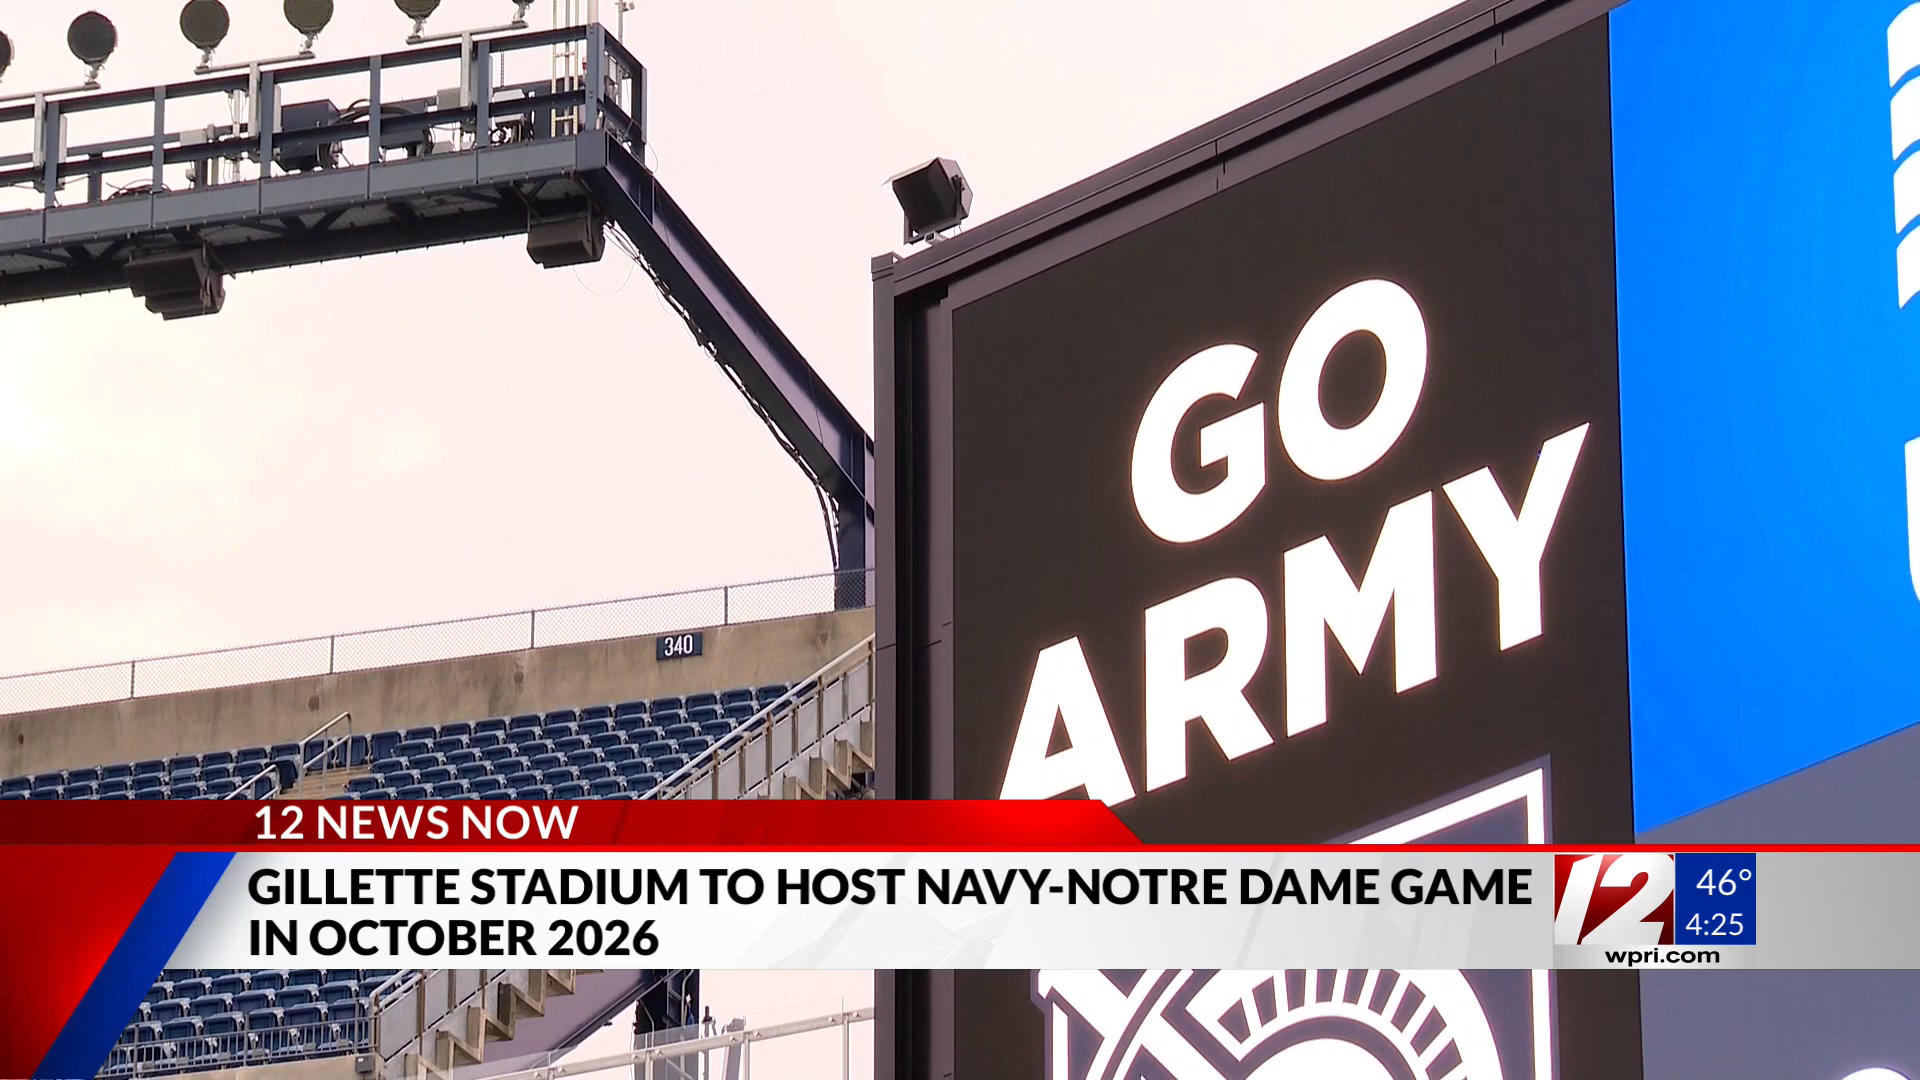 GO
ARMY
340
12 NEWS NOW
GILLETTE STADIUM TO HOST NAVY-NOTRE DAME GAME
IN OCTOBER 2026
12
46°
4:25
wpri.com